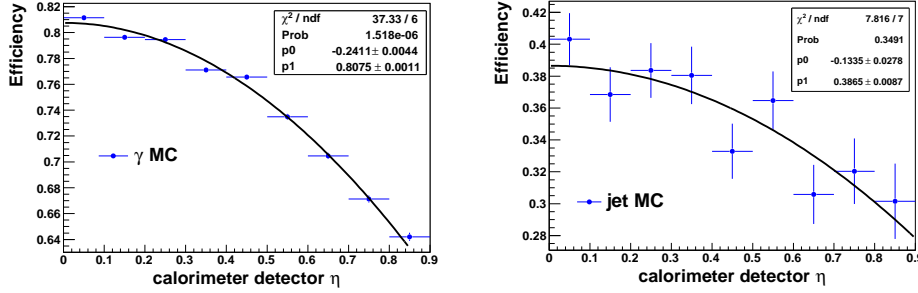 Efficiency
0.82
0.8
0.78
0.76
0.74
0.72
0.7
0.68
0.66
0.64
0 0.1 0.2 0.3 0.4 0.5 0.6 0.7 0.8 0.9
calorimeter detector η
γ MC
χ² / ndf 37.33 / 6
Prob 1.518e-06
p0 -0.2411± 0.0044
p1 0.8075 ± 0.0011
Efficiency
0.42
0.4
0.38
0.36
0.34
0.32
0.3
0.28
0 0.1 0.2 0.3 0.4 0.5 0.6 0.7 0.8 0.9
calorimeter detector η
jet MC
χ² / ndf 7.816 / 7
Prob 0.3491
p0 -0.1335 ± 0.0278
p1 0.3865 ± 0.0087